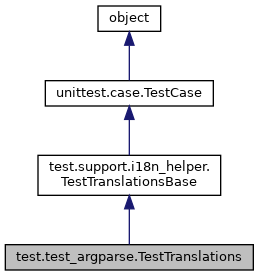 object
unittest.case.TestCase
test.support.i18n_helper.
TestTranslationsBase
test.test_argparse.TestTranslations